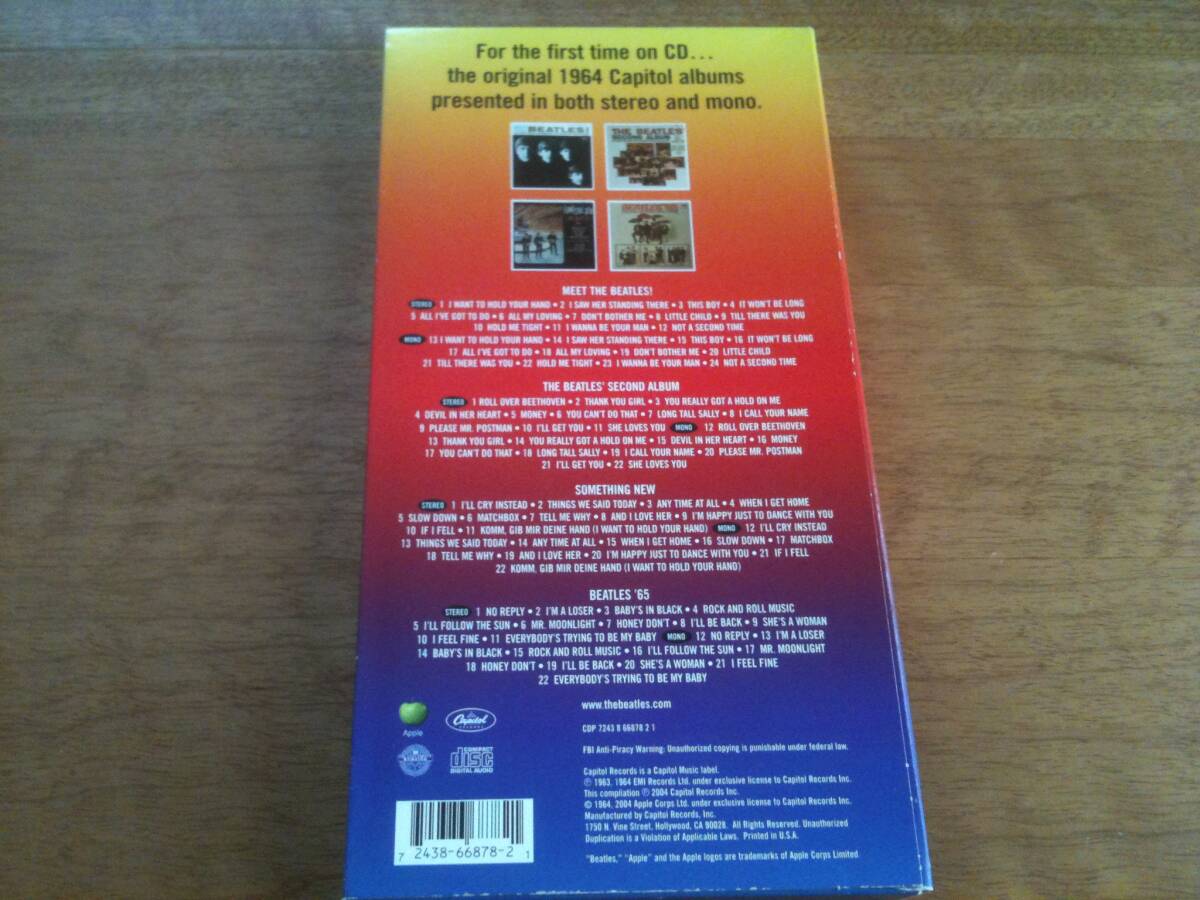 For the first time on CD...
the original 1964 Capitol albums
presented in both stereo and mono.
BEATLES!
THE BEATLES'
SECOND ALBUM
MEET THE BEATLES!
STEREO 1 I WANT TO HOLD YOUR HAND • 2 I SAW HER STANDING THERE • 3 THIS BOY • 4 IT WON'T BE LONG
5 ALL I'VE GOT TO DO • 6 ALL MY LOVING • 7 DON'T BOTHER ME • 8 LITTLE CHILD • 9 TILL THERE WAS YOU
10 HOLD ME TIGHT • 11 I WANNA BE YOUR MAN • 12 NOT A SECOND TIME
MONO 13 I WANT TO HOLD YOUR HAND • 14 I SAW HER STANDING THERE • 15 THIS BOY • 16 IT WON'T BE LONG
17 ALL I'VE GOT TO DO • 18 ALL MY LOVING • 19 DON'T BOTHER ME • 20 LITTLE CHILD
21 TILL THERE WAS YOU • 22 HOLD ME TIGHT • 23 I WANNA BE YOUR MAN • 24 NOT A SECOND TIME
THE BEATLES' SECOND ALBUM
STEREO 1 ROLL OVER BEETHOVEN • 2 THANK YOU GIRL • 3 YOU REALLY GOT A HOLD ON ME
4 DEVIL IN HER HEART • 5 MONEY • 6 YOU CAN'T DO THAT • 7 LONG TALL SALLY • 8 I CALL YOUR NAME
9 PLEASE MR. POSTMAN • 10 I'LL GET YOU • 11 SHE LOVES YOU MONO 12 ROLL OVER BEETHOVEN
13 THANK YOU GIRL • 14 YOU REALLY GOT A HOLD ON ME • 15 DEVIL IN HER HEART • 16 MONEY
17 YOU CAN'T DO THAT • 18 LONG TALL SALLY • 19 I CALL YOUR NAME • 20 PLEASE MR. POSTMAN
21 I'LL GET YOU • 22 SHE LOVES YOU
SOMETHING NEW
STEREO 1 I'LL CRY INSTEAD • 2 THINGS WE SAID TODAY • 3 ANY TIME AT ALL • 4 WHEN I GET HOME
5 SLOW DOWN • 6 MATCHBOX • 7 TELL ME WHY • 8 AND I LOVE HER • 9 I'M HAPPY JUST TO DANCE WITH YOU
10 IF I FELL • 11 KOMM, GIB MIR DEINE HAND (I WANT TO HOLD YOUR HAND) MONO 12 I'LL CRY INSTEAD
13 THINGS WE SAID TODAY • 14 ANY TIME AT ALL • 15 WHEN I GET HOME • 16 SLOW DOWN • 17 MATCHBOX
18 TELL ME WHY • 19 AND I LOVE HER • 20 I'M HAPPY JUST TO DANCE WITH YOU • 21 IF I FELL
22 KOMM, GIB MIR DEINE HAND (I WANT TO HOLD YOUR HAND)
BEATLES '65
STEREO 1 NO REPLY • 2 I'M A LOSER • 3 BABY'S IN BLACK • 4 ROCK AND ROLL MUSIC
5 I'LL FOLLOW THE SUN • 6 MR. MOONLIGHT • 7 HONEY DON'T • 8 I'LL BE BACK • 9 SHE'S A WOMAN
10 I FEEL FINE • 11 EVERYBODY'S TRYING TO BE MY BABY MONO 12 NO REPLY • 13 I'M A LOSER
14 BABY'S IN BLACK • 15 ROCK AND ROLL MUSIC • 16 I'LL FOLLOW THE SUN • 17 MR. MOONLIGHT
18 HONEY DON'T • 19 I'LL BE BACK • 20 SHE'S A WOMAN • 21 I FEEL FINE
22 EVERYBODY'S TRYING TO BE MY BABY
www.thebeatles.com
Apple
Capitol
CDP 7243 8 66878 2 1
FBI Anti-Piracy Warning: Unauthorized copying is punishable under federal law.
COMPACT
disc
DIGITAL AUDIO
Capitol Records is a Capitol Music label.
℗ 1963, 1964 EMI Records Ltd. under exclusive license to Capitol Records Inc.
This compilation ℗ 2004 Capitol Records Inc.
© 1964, 2004 Apple Corps Ltd. under exclusive license to Capitol Records Inc.
Manufactured by Capitol Records, Inc.
1750 N. Vine Street, Hollywood, CA 90028. All Rights Reserved. Unauthorized
Duplication is a Violation of Applicable Laws. Printed in U.S.A.
"Beatles," "Apple" and the Apple logos are trademarks of Apple Corps Limited
7 2438-66878-2 1